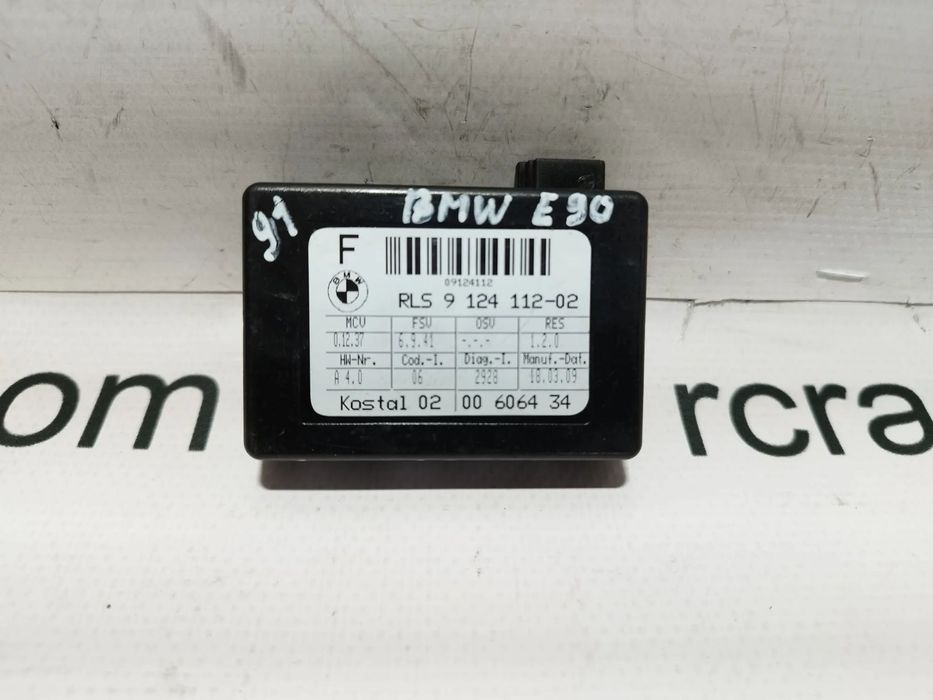 91 BMW E90
F
09124112
BMW
RLS 9 124 112-02
MCV FSV OSV RES
0.12.37 6.9.41 -.-.- 1.2.0
HW-Nr. Cod.-I. Diag.-I. Manuf.-Dat.
A 4.0 06 2928 18.03.09
Kostal 02 00 6064 34
om rcra